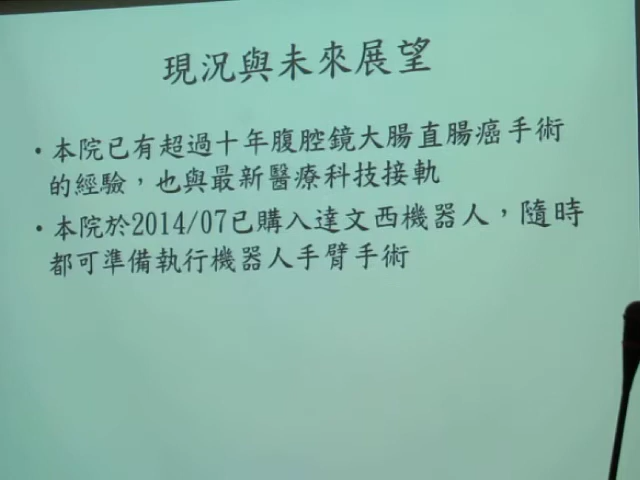 現況與未來展望
•本院已有超過十年腹腔鏡大腸直腸癌手術
的經驗，也與最新醫療科技接軌
•本院於2014/07已購入達文西機器人，隨時
都可準備執行機器人手臂手術